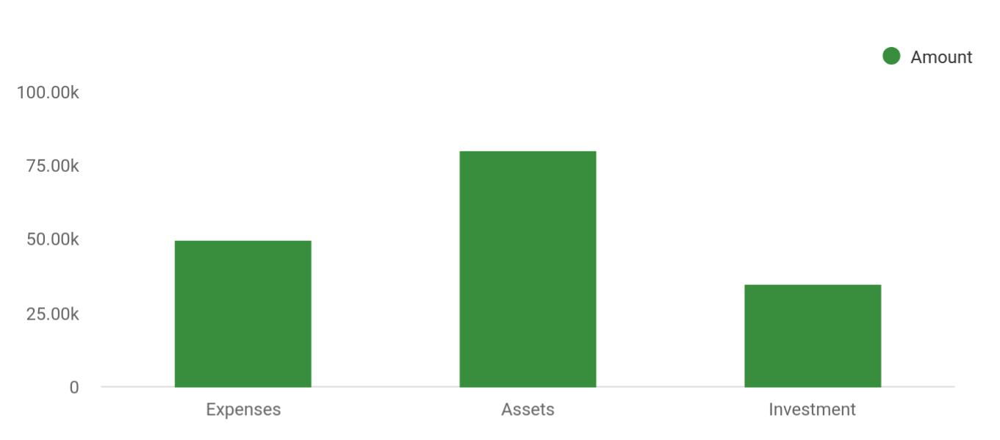 Amount
100.00k
75.00k
50.00k
25.00k
0
Expenses Assets Investment